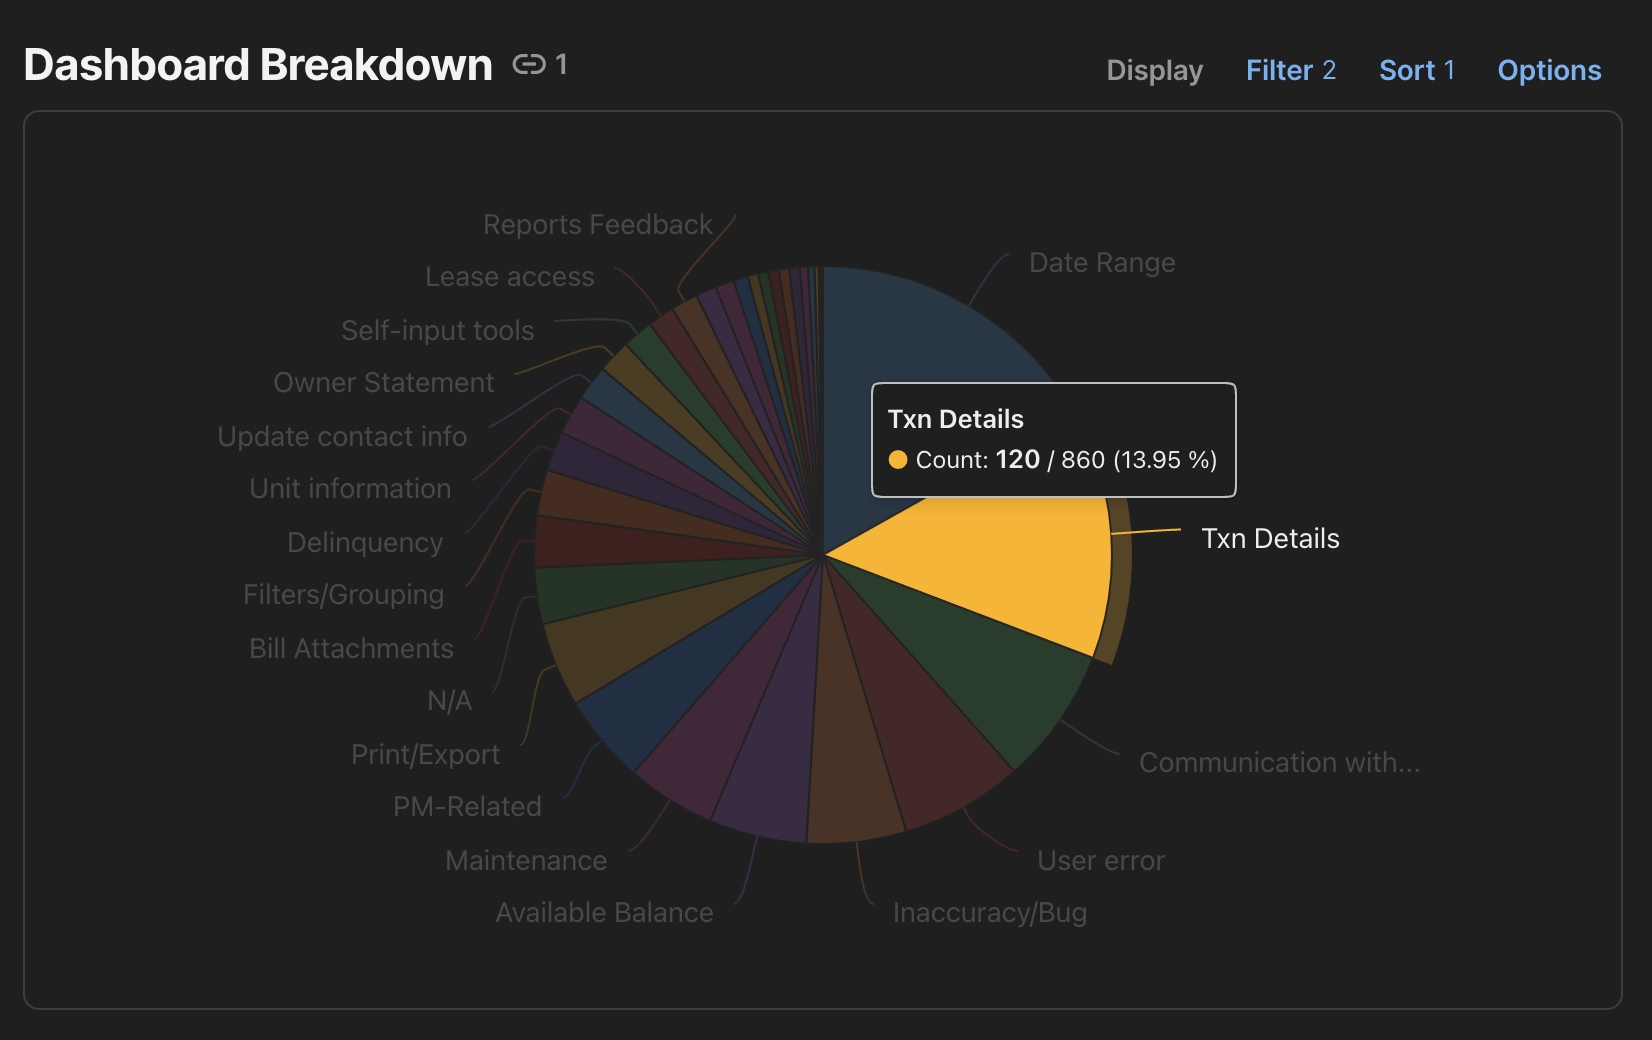 Dashboard Breakdown 1
Display Filter 2 Sort 1 Options
Reports Feedback
Date Range
Lease access
Self-input tools
Owner Statement
Txn Details
Count: 120 / 860 (13.95 %)
Update contact info
Unit information
Txn Details
Delinquency
Filters/Grouping
Bill Attachments
N/A
Print/Export
Communication with...
PM-Related
Maintenance
User error
Available Balance
Inaccuracy/Bug